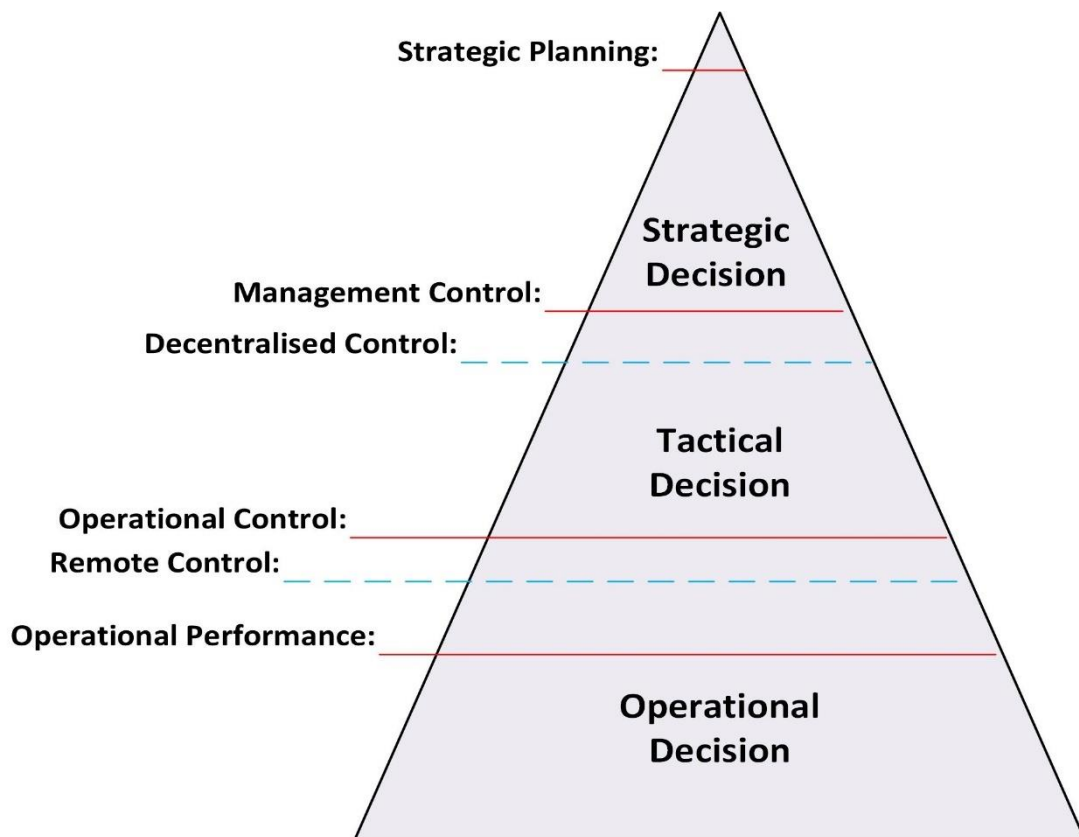 Strategic Planning:
Strategic
Decision
Management Control:
Decentralised Control:
Tactical
Decision
Operational Control:
Remote Control:
Operational Performance:
Operational
Decision